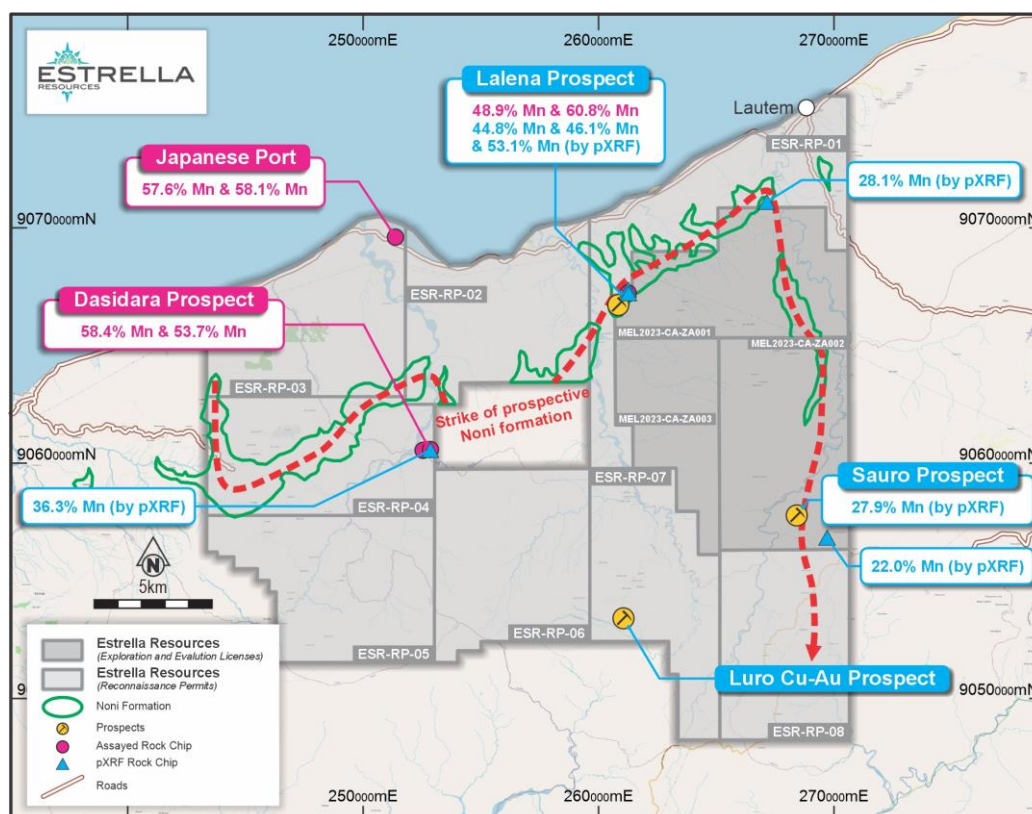 250000mE
260000mE
270000mE
ESTRELLA
RESOURCES
Lalena Prospect
48.9% Mn & 60.8% Mn
44.8% Mn & 46.1% Mn
& 53.1% Mn (by pXRF)
Lautem
ESR-RP-01
Japanese Port
57.6% Mn & 58.1% Mn
28.1% Mn (by pXRF)
9070000mN
9070000mN
Dasidara Prospect
58.4% Mn & 53.7% Mn
ESR-RP-02
MEL2023-CA-ZA001
MEL2023-CA-ZA002
ESR-RP-03
Strike of prospective
Noni formation
MEL2023-CA-ZA003
9060000mN
9060000mN
ESR-RP-07
Sauro Prospect
27.9% Mn (by pXRF)
36.3% Mn (by pXRF)
ESR-RP-04
22.0% Mn (by pXRF)
N
5km
ESR-RP-06
ESR-RP-05
Luro Cu-Au Prospect
9050000mN
ESR-RP-08
Estrella Resources
(Exploration and Evalution Licenses)
Estrella Resources
(Reconnaissance Permits)
Noni Formation
Prospects
Assayed Rock Chip
pXRF Rock Chip
Roads
250000mE
260000mE
270000mE